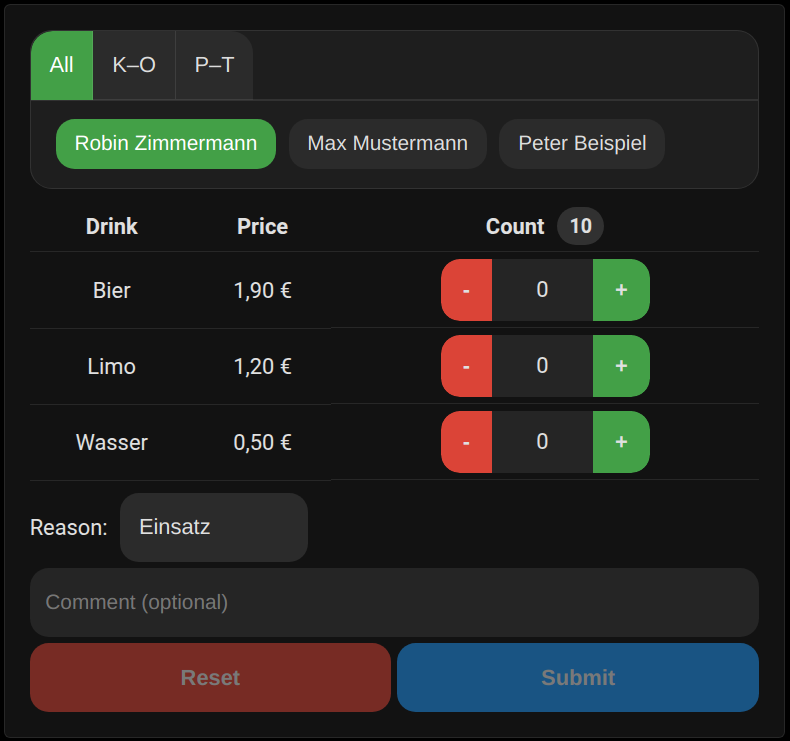 All K–O P–T
Robin Zimmermann Max Mustermann Peter Beispiel
Drink Price Count 10
Bier 1,90 € - 0 +
Limo 1,20 € - 0 +
Wasser 0,50 € - 0 +
Reason: Einsatz
Comment (optional)
Reset Submit